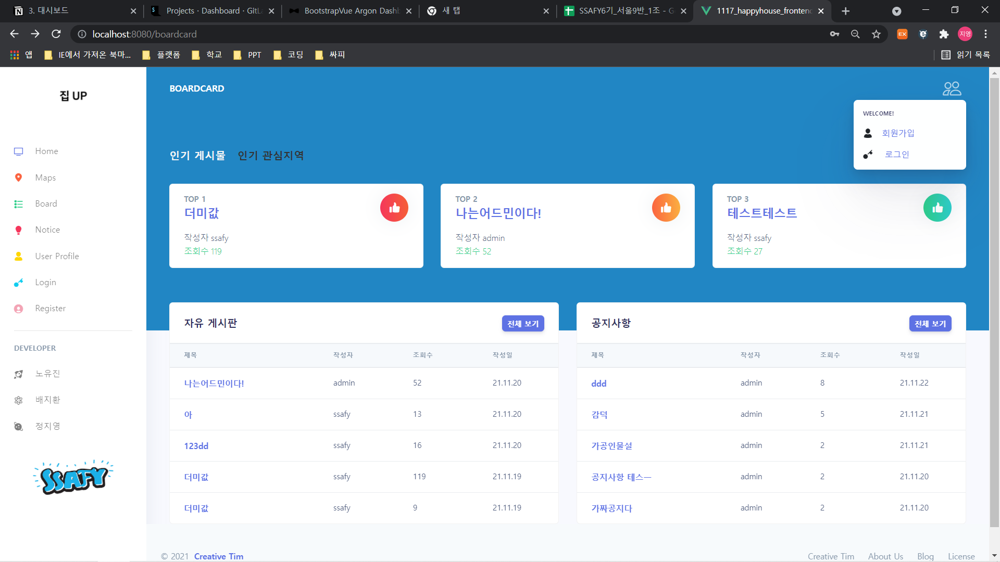 3. 대시보드
Projects · Dashboard · GitLa
BootstrapVue Argon Dashb
새 탭
SSAFY6기_서울9반_1조 - G
1117_happyhouse_frontend
localhost:8080/boardcard
EX
지영
앱
IE에서 가져온 북마...
플랫폼
학교
PPT
코딩
싸피
읽기 목록
집 UP
Home
Maps
Board
Notice
User Profile
Login
Register
DEVELOPER
노유진
배지환
정지영
SSAFY
BOARDCARD
WELCOME!
회원가입
로그인
인기 게시물 인기 관심지역
TOP 1
더미값
작성자 ssafy
조회수 119
TOP 2
나는어드민이다!
작성자 admin
조회수 52
TOP 3
테스트테스트
작성자 ssafy
조회수 27
자유 게시판 전체 보기
제목 작성자 조회수 작성일
나는어드민이다! admin 52 21.11.20
아 ssafy 13 21.11.20
123dd ssafy 16 21.11.20
더미값 ssafy 119 21.11.19
더미값 ssafy 9 21.11.19
공지사항 전체 보기
제목 작성자 조회수 작성일
ddd admin 8 21.11.22
감덕 admin 5 21.11.21
가공인물설 admin 2 21.11.21
공지사항 테스ㅡ admin 2 21.11.20
가짜공지다 admin 2 21.11.20
© 2021 Creative Tim
Creative Tim About Us Blog License